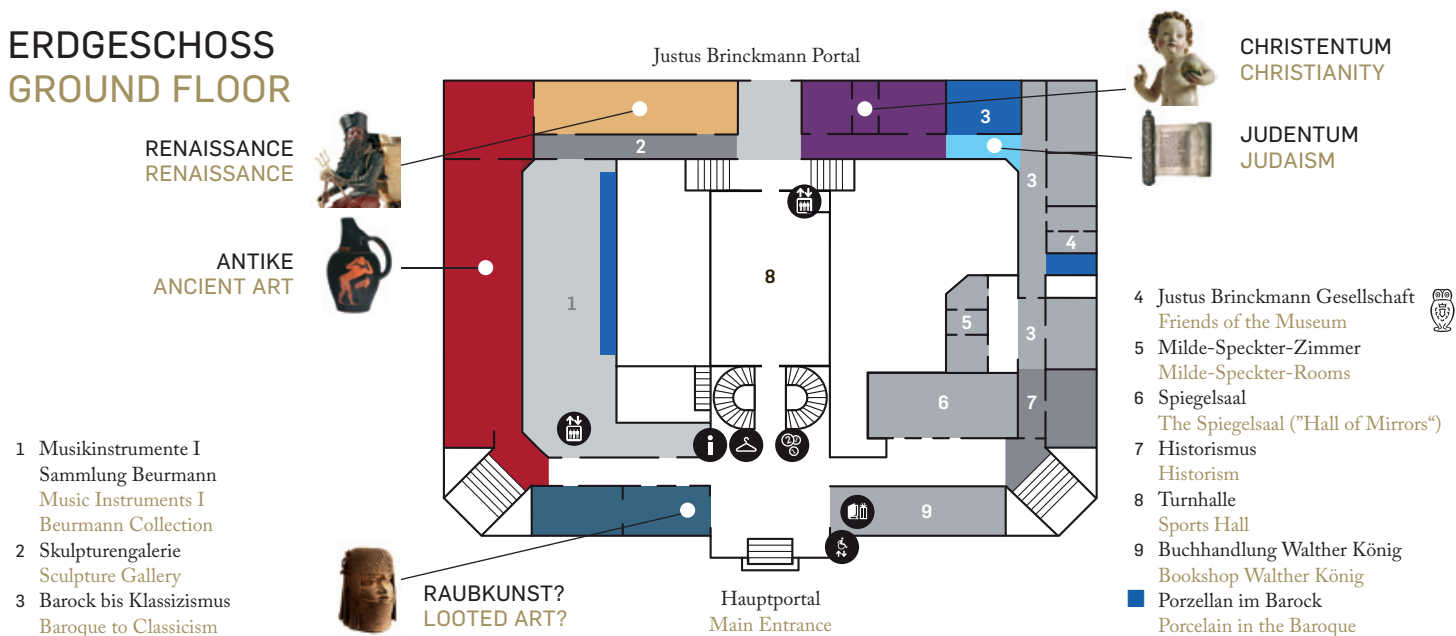 ERDGESCHOSS
GROUND FLOOR
Justus Brinckmann Portal
CHRISTENTUM
CHRISTIANITY
RENAISSANCE
RENAISSANCE
JUDENTUM
JUDAISM
ANTIKE
ANCIENT ART
3
2
3
4
8
1
5
3
6
7
9
4 Justus Brinckmann Gesellschaft
Friends of the Museum
5 Milde-Speckter-Zimmer
Milde-Speckter-Rooms
6 Spiegelsaal
The Spiegelsaal ("Hall of Mirrors“)
7 Historismus
Historism
8 Turnhalle
Sports Hall
9 Buchhandlung Walther König
Bookshop Walther König
Porzellan im Barock
Porcelain in the Baroque
1 Musikinstrumente I
Sammlung Beurmann
Music Instruments I
Beurmann Collection
2 Skulpturengalerie
Sculpture Gallery
3 Barock bis Klassizismus
Baroque to Classicism
RAUBKUNST?
LOOTED ART?
Hauptportal
Main Entrance